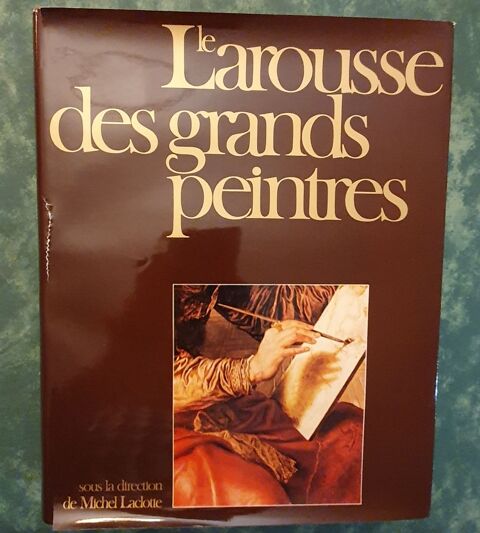 le
Larousse
des grands
peintres
sous la direction
de Michel Laclotte